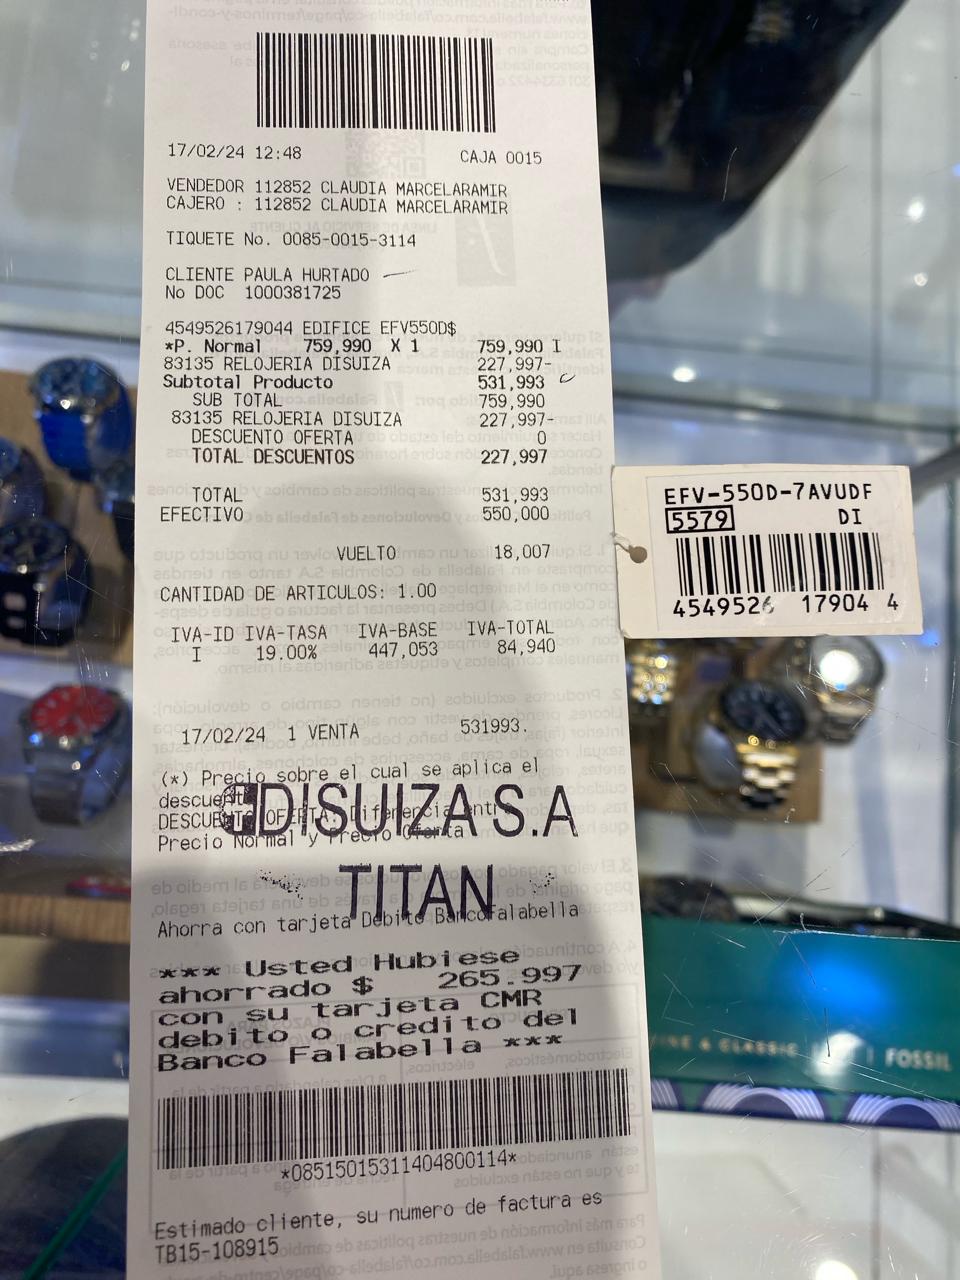 17/02/24 12:48 CAJA 0015
VENDEDOR 112852 CLAUDIA MARCELARAMIR
CAJERO : 112852 CLAUDIA MARCELARAMIR
TIQUETE No. 0085-0015-3114
CLIENTE PAULA HURTADO
No DOC 1000381725
4549526179044 EDIFICE EFV550D$
*P. Normal 759,990 X 1 759,990 I
83135 RELOJERIA DISUIZA 227,997-
Subtotal Producto 531,993
SUB TOTAL 759,990
83135 RELOJERIA DISUIZA 227,997-
DESCUENTO OFERTA 0
TOTAL DESCUENTOS 227,997
TOTAL 531,993
EFECTIVO 550,000
VUELTO 18,007
CANTIDAD DE ARTICULOS: 1.00
IVA-ID IVA-TASA IVA-BASE IVA-TOTAL
I 19.00% 447,053 84,940
17/02/24 1 VENTA 531993.
(*) Precio sobre el cual se aplica el
descuento
DESCUENTO OFERTA: Diferencia entre
Precio Normal y Precio Oferta
DISUIZA S.A
TITAN
Ahorra con tarjeta Debito BancoFalabella
*** Usted Hubiese
ahorrado $ 265.997
con su tarjeta CMR
debito o credito del
Banco Falabella ***
*08515015311404800114*
Estimado cliente, su numero de factura es
TB15-108915
EFV-550D-7AVUDF
5579 DI
4549526 17904 4
& CLASSIC
FOSSIL